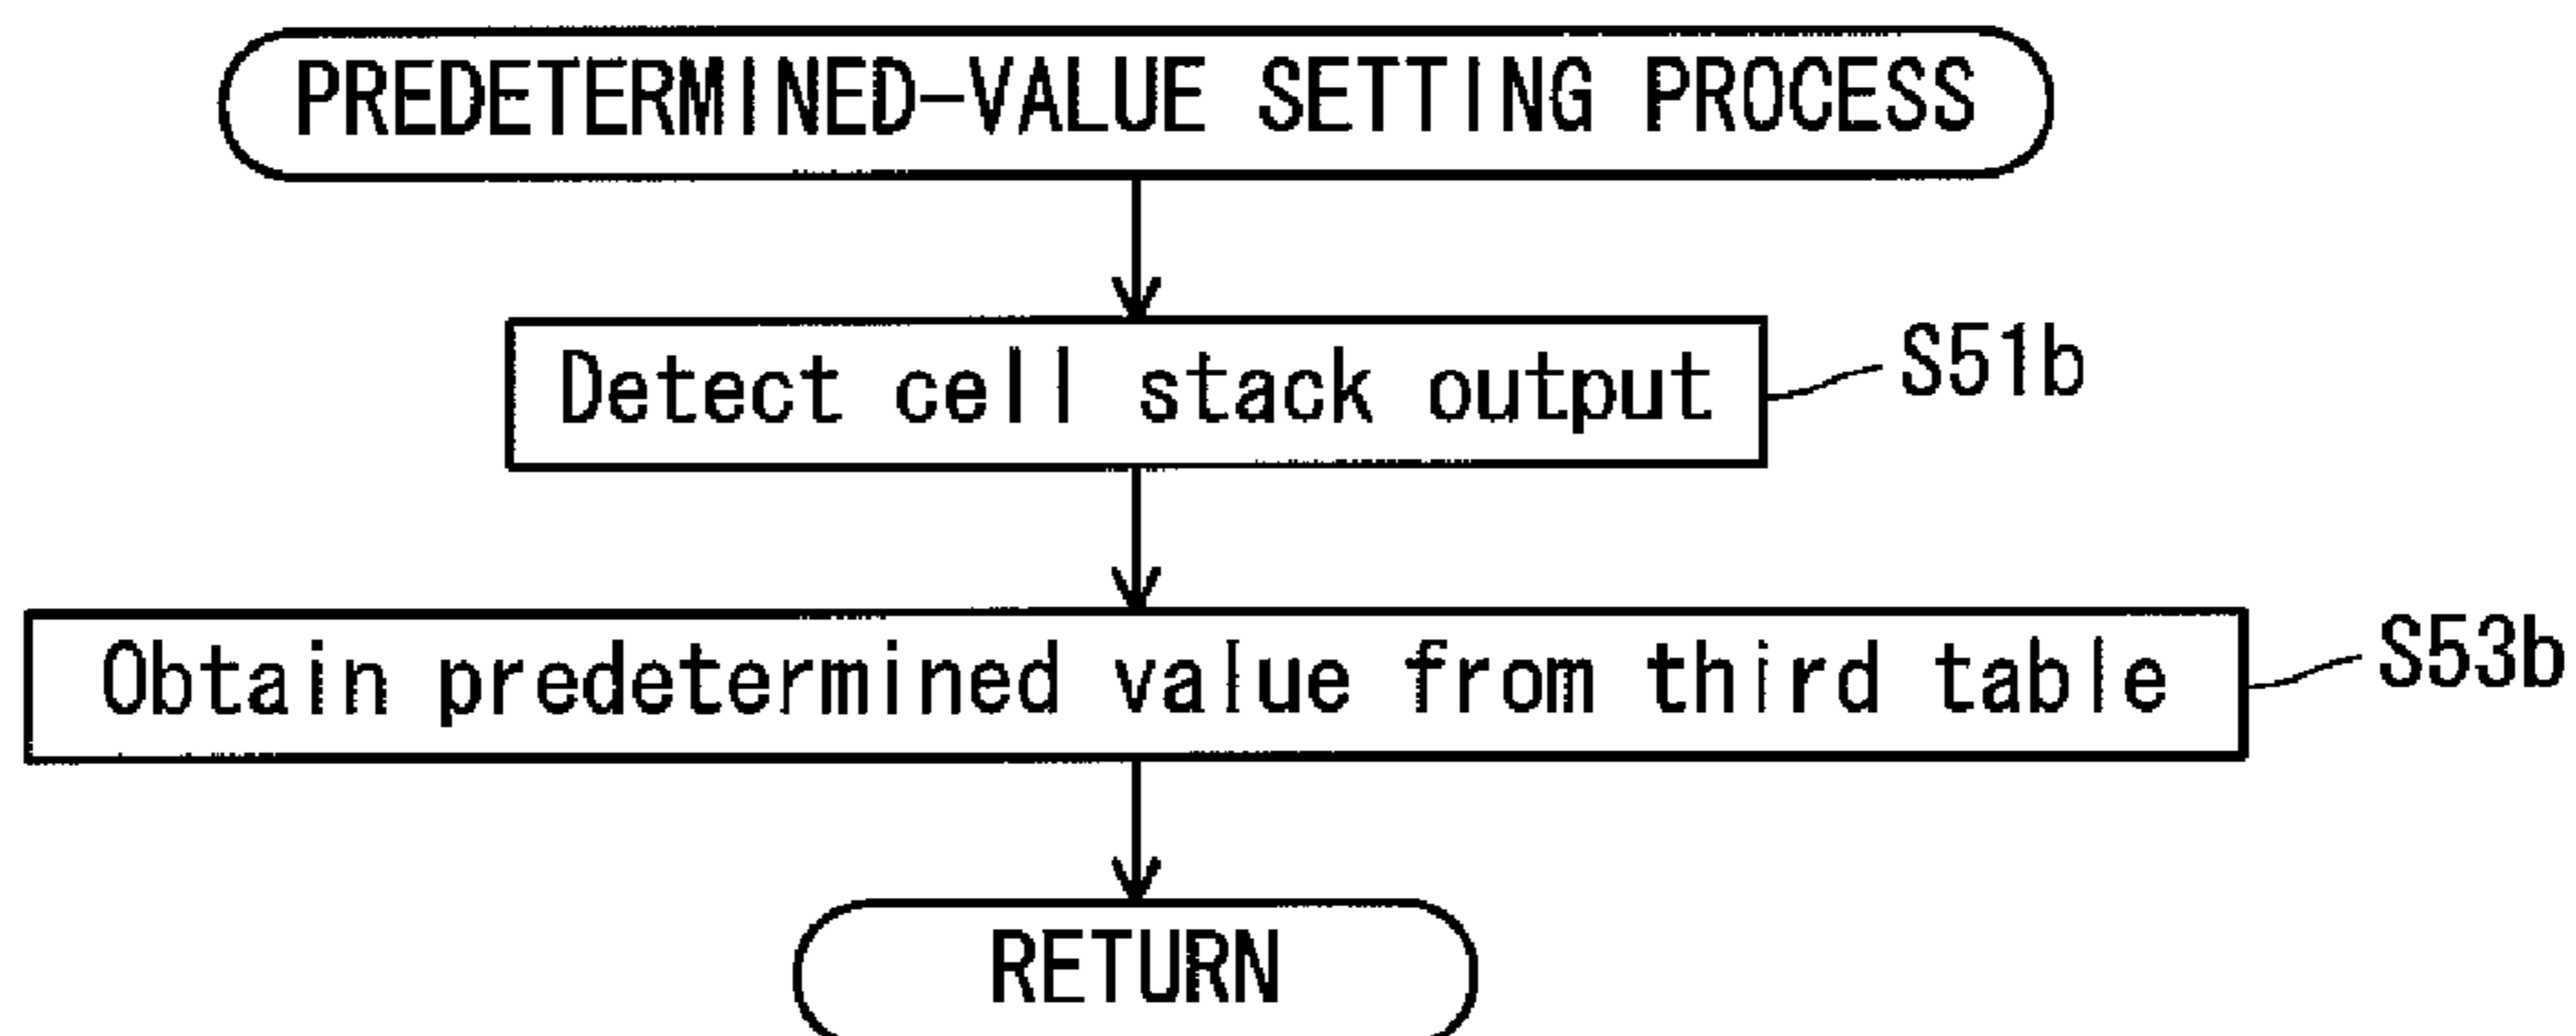 PREDETERMINED-VALUE SETTING PROCESS
Detect cell stack output
S51b
Obtain predetermined value from third table
S53b
RETURN